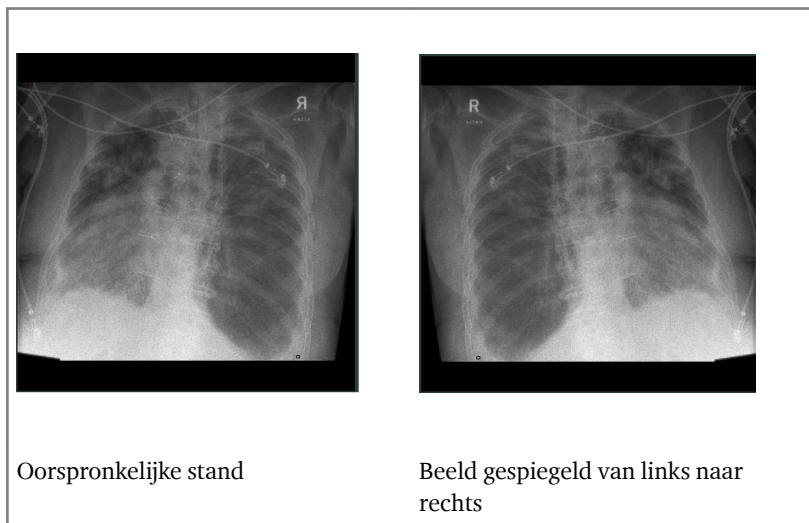 R
Oorspronkelijke stand
Beeld gespiegeld van links naar
rechts